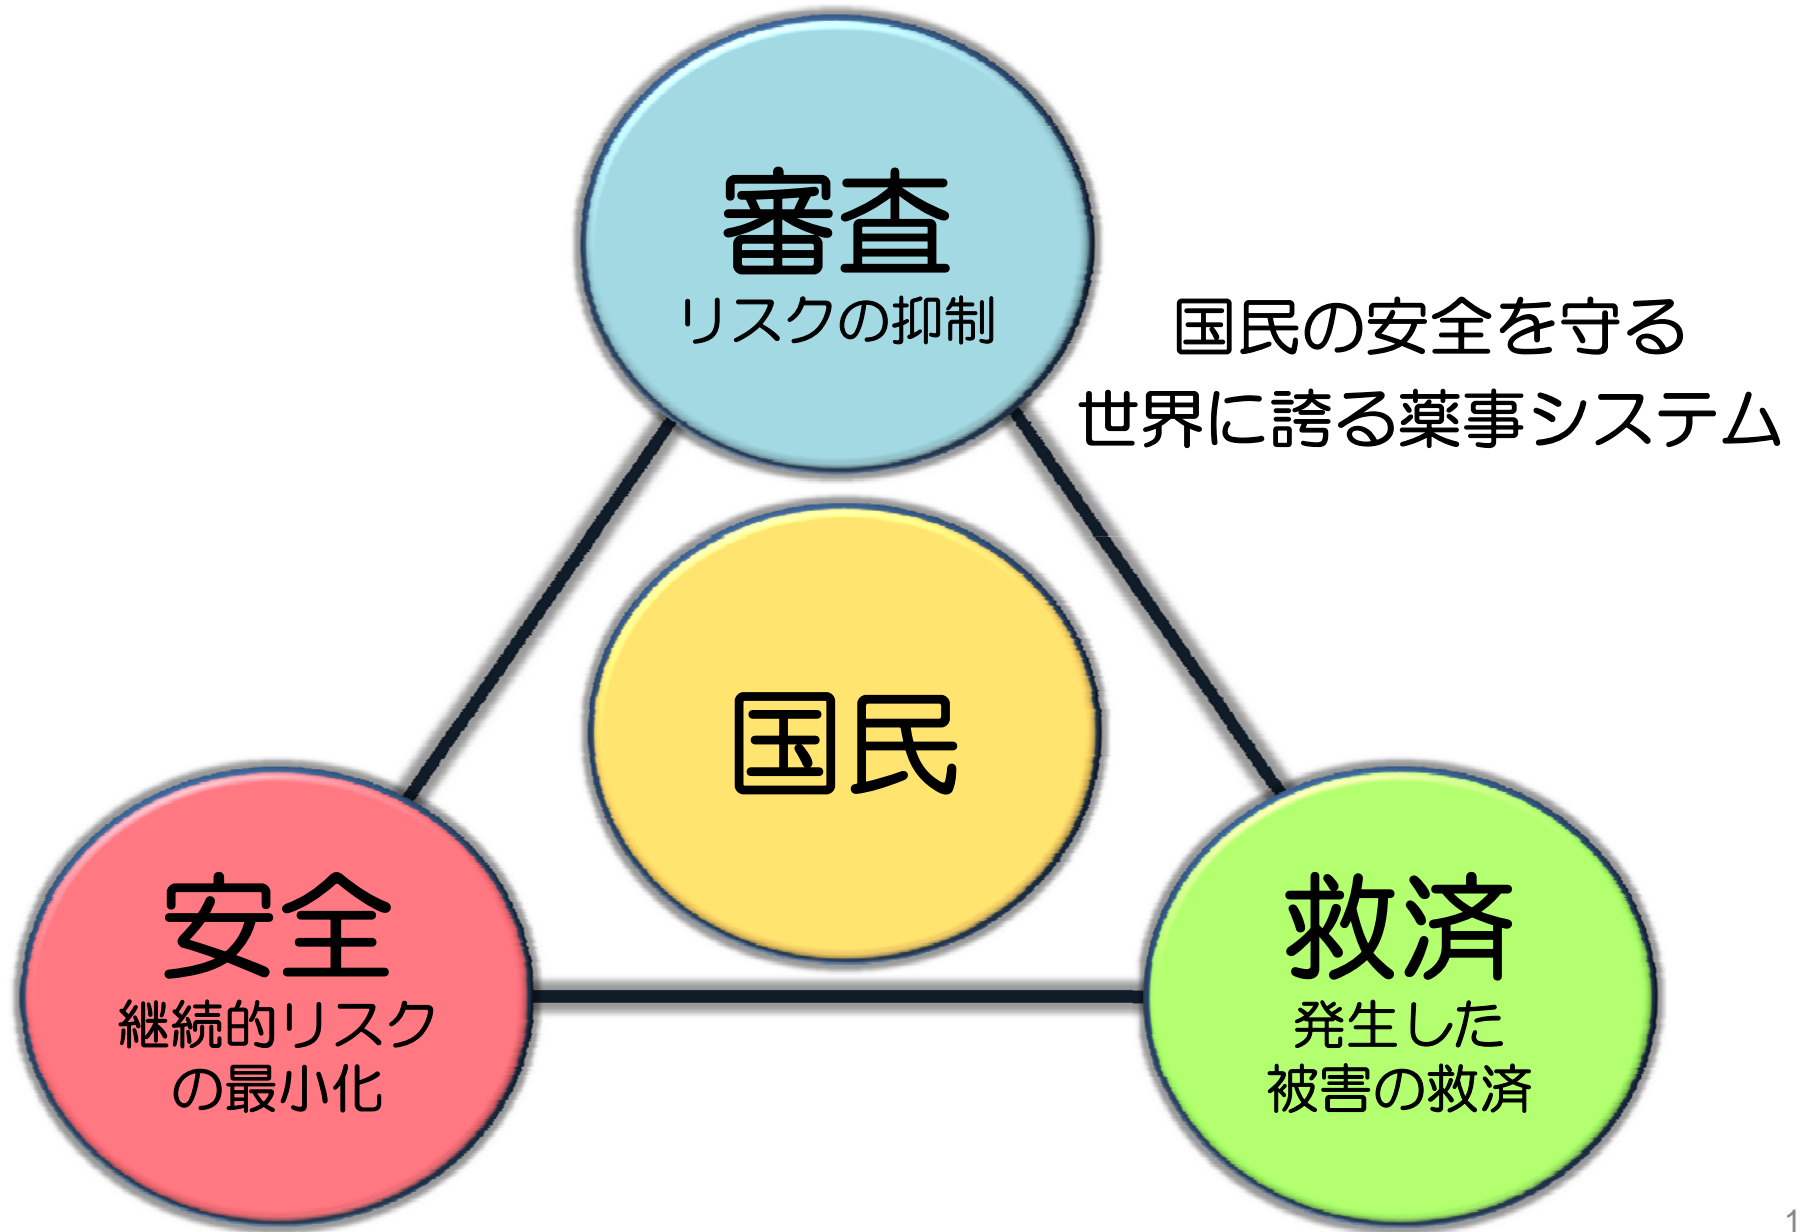 審査
リスクの抑制
国民の安全を守る
世界に誇る薬事システム
国民
安全
継続的リスク
の最小化
救済
発生した
被害の救済
1